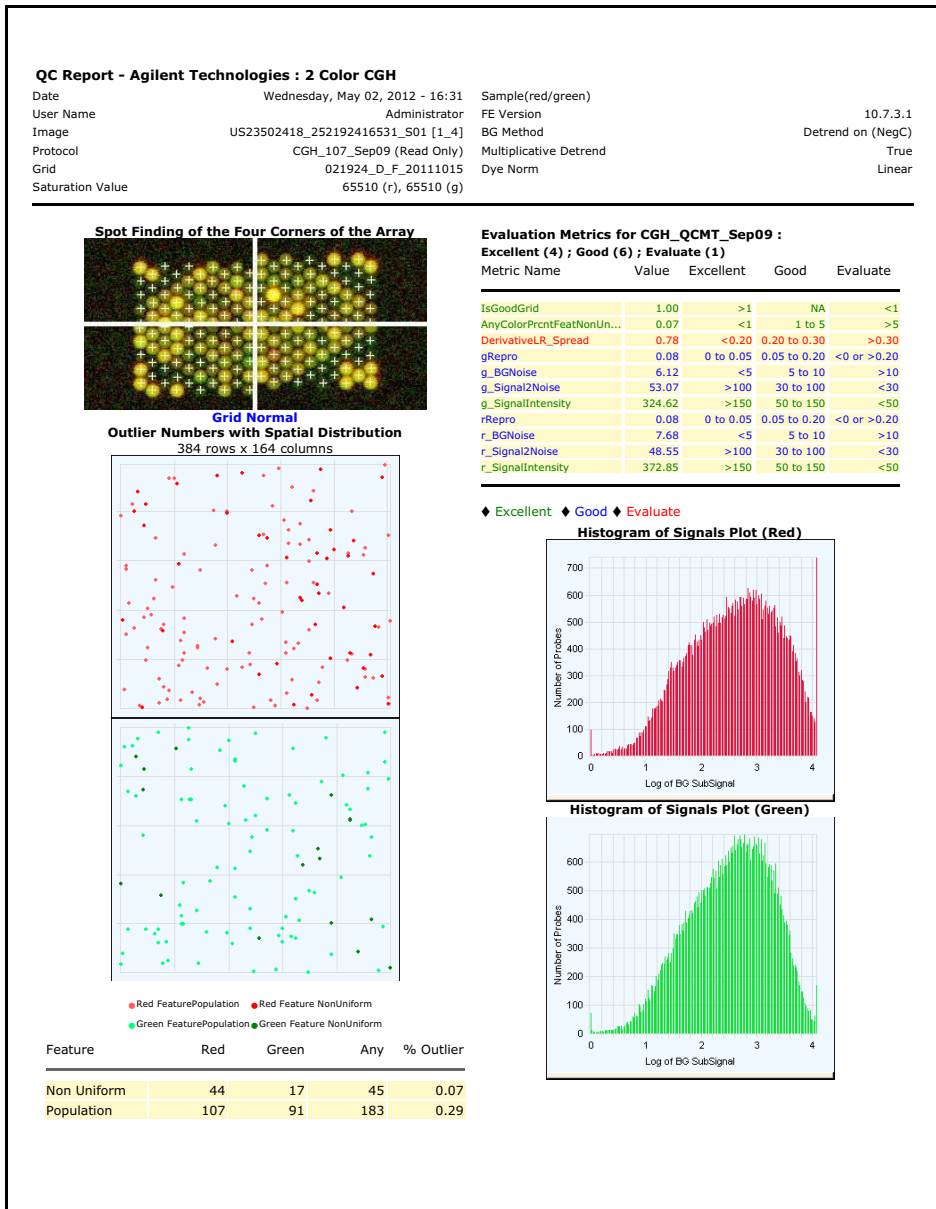 QC Report - Agilent Technologies : 2 Color CGH
Date Wednesday, May 02, 2012 - 16:31 Sample(red/green)
User Name Administrator FE Version 10.7.3.1
Image US23502418_252192416531_S01 [1_4] BG Method Detrend on (NegC)
Protocol CGH_107_Sep09 (Read Only) Multiplicative Detrend True
Grid 021924_D_F_20111015 Dye Norm Linear
Saturation Value 65510 (r), 65510 (g)
Spot Finding of the Four Corners of the Array
Grid Normal
Outlier Numbers with Spatial Distribution
384 rows x 164 columns
Red FeaturePopulation Red Feature NonUniform
Green FeaturePopulation Green Feature NonUniform
Feature Red Green Any % Outlier
Non Uniform 44 17 45 0.07
Population 107 91 183 0.29
Evaluation Metrics for CGH_QCMT_Sep09 :
Excellent (4) ; Good (6) ; Evaluate (1)
Metric Name Value Excellent Good Evaluate
IsGoodGrid 1.00 >1 NA <1
AnyColorPrcntFeatNonUn... 0.07 <1 1 to 5 >5
DerivativeLR_Spread 0.78 <0.20 0.20 to 0.30 >0.30
gRepro 0.08 0 to 0.05 0.05 to 0.20 <0 or >0.20
g_BGNoise 6.12 <5 5 to 10 >10
g_Signal2Noise 53.07 >100 30 to 100 <30
g_SignalIntensity 324.62 >150 50 to 150 <50
rRepro 0.08 0 to 0.05 0.05 to 0.20 <0 or >0.20
r_BGNoise 7.68 <5 5 to 10 >10
r_Signal2Noise 48.55 >100 30 to 100 <30
r_SignalIntensity 372.85 >150 50 to 150 <50
♦ Excellent ♦ Good ♦ Evaluate
Histogram of Signals Plot (Red)
Number of Probes
700
600
500
400
300
200
100
0
0 1 2 3 4
Log of BG SubSignal
Histogram of Signals Plot (Green)
Number of Probes
600
500
400
300
200
100
0
0 1 2 3 4
Log of BG SubSignal